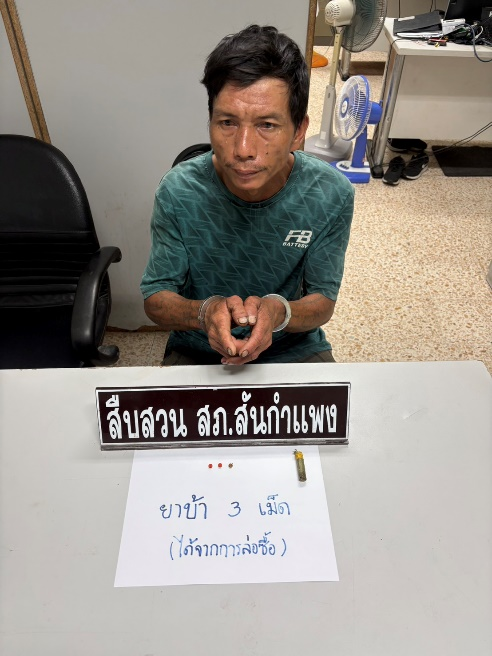 FB
BATTERY
สืบสวน สภ.สันกำแพง
ยาบ้า 3 เม็ด
(ได้จากการล่อซื้อ)